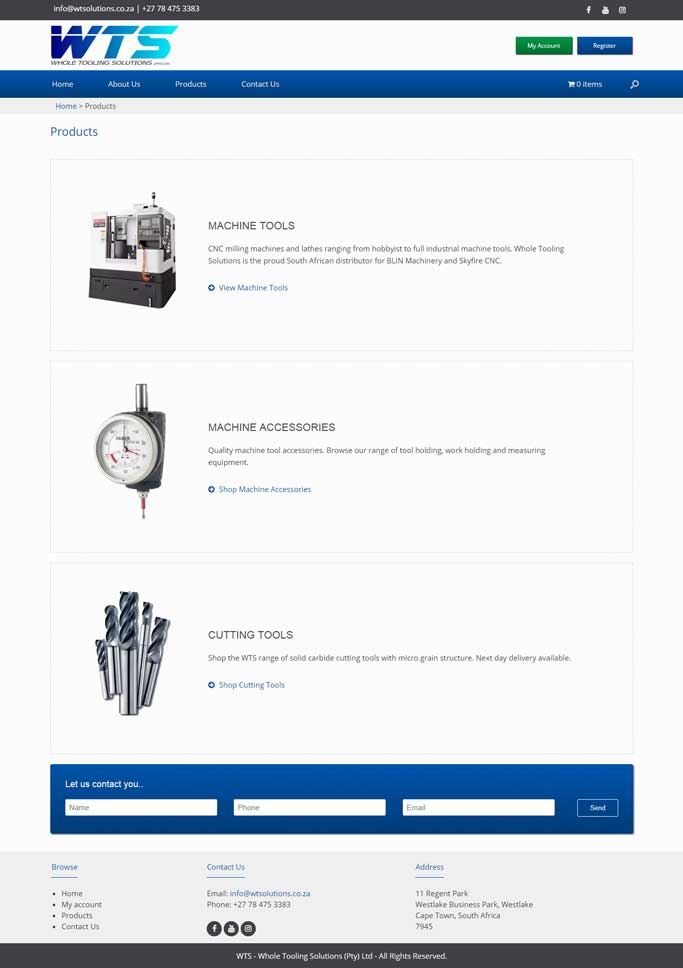 info@wtsolutions.co.za | +27 78 475 3383
WTS
WHOLE TOOLING SOLUTIONS
My Account
Register
Home
About Us
Products
Contact Us
0 items
Home > Products
Products
MACHINE TOOLS
CNC milling machines and lathes ranging from hobbyist to full industrial machine tools. Whole Tooling
Solutions is the proud South African distributor for BLIN Machinery and Skyfire CNC.
View Machine Tools
MACHINE ACCESSORIES
Quality machine tool accessories. Browse our range of tool holding, work holding and measuring
equipment.
Shop Machine Accessories
CUTTING TOOLS
Shop the WTS range of solid carbide cutting tools with micro grain structure. Next day delivery available.
Shop Cutting Tools
Let us contact you..
Name
Phone
Email
Send
Browse
Home
My account
Products
Contact Us
Contact Us
Email: info@wtsolutions.co.za
Phone: +27 78 475 3383
Address
11 Regent Park
Westlake Business Park, Westlake
Cape Town, South Africa
7945
WTS - Whole Tooling Solutions (Pty) Ltd - All Rights Reserved.